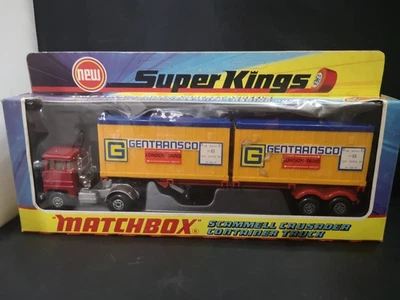 new
Super Kings
G GENTRANSCO
G GENTRANSCO
MATCHBOX
SCAMMELL CRUSADER
CONTAINER TRUCK